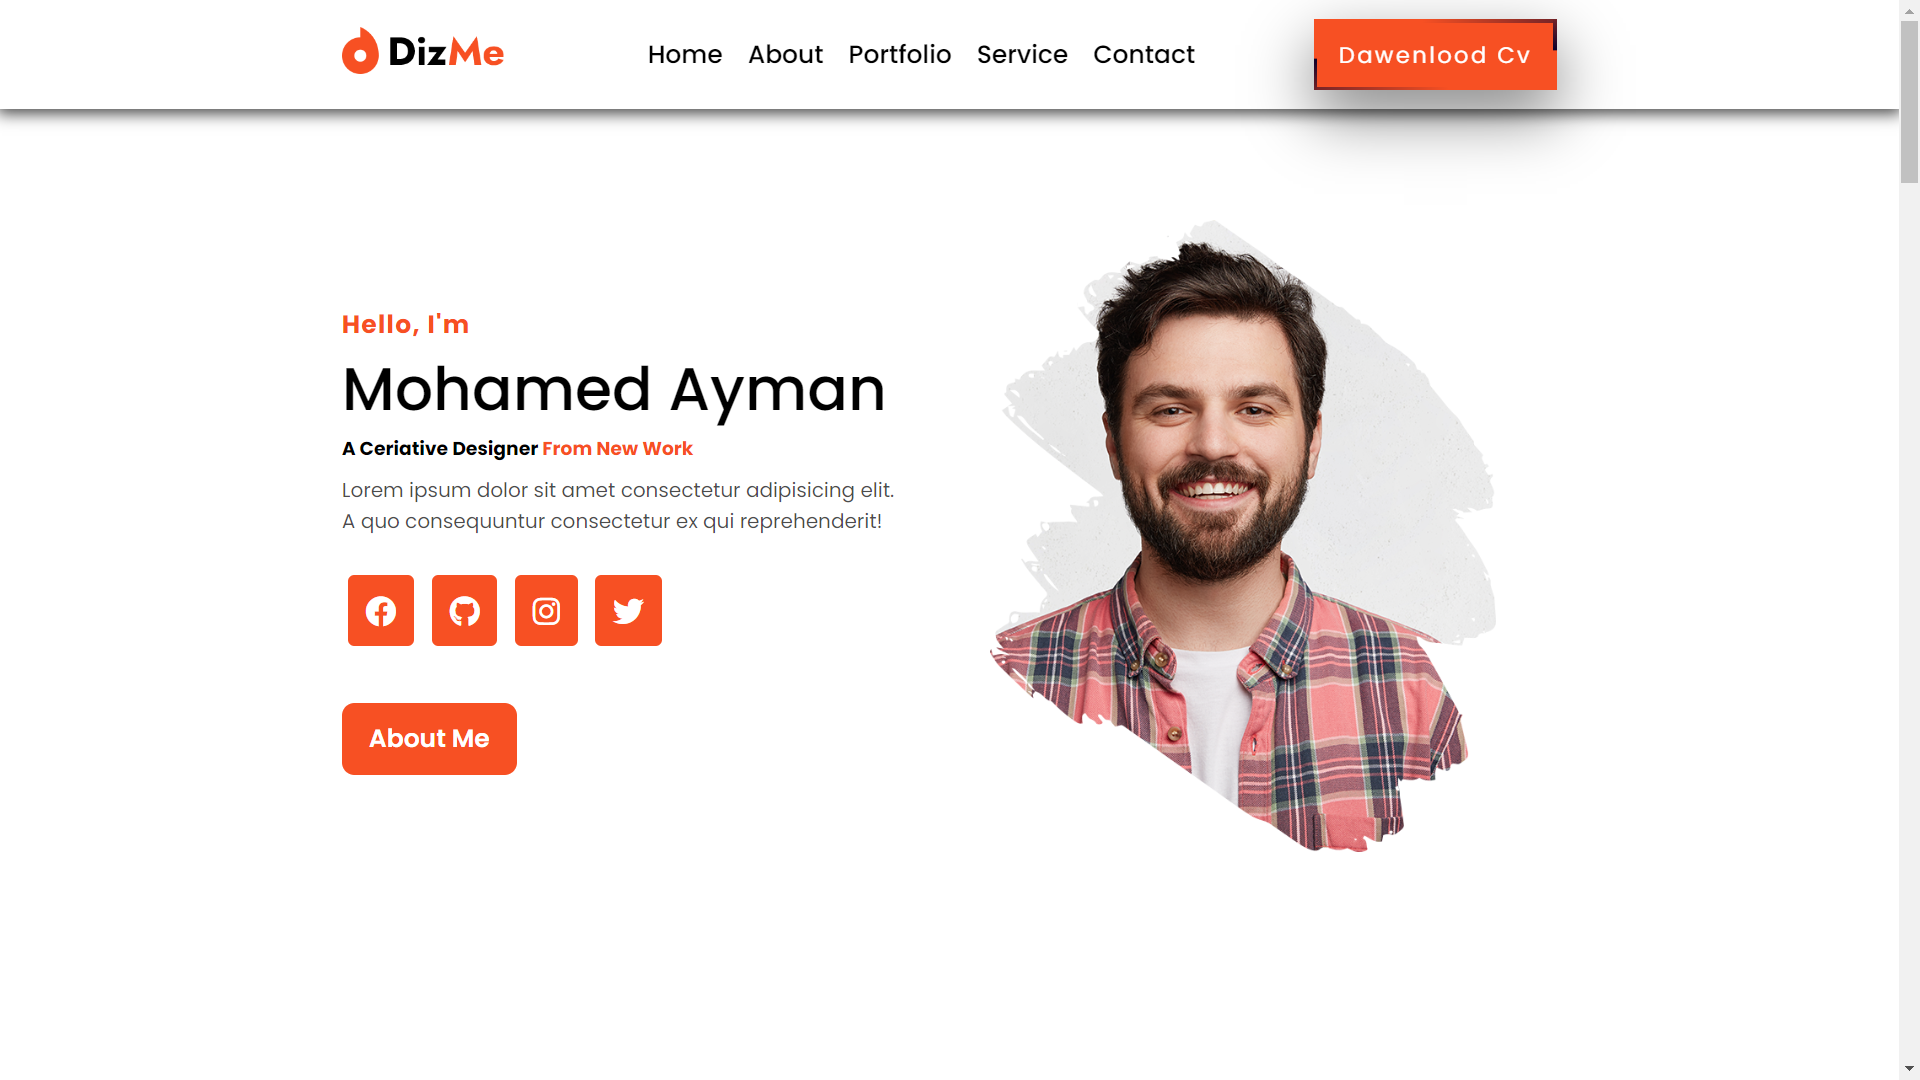 DizMe
Home About Portfolio Service Contact
Dawenlood Cv
Hello, I'm
Mohamed Ayman
A Ceriative Designer From New Work
Lorem ipsum dolor sit amet consectetur adipisicing elit.
A quo consequuntur consectetur ex qui reprehenderit!
About Me